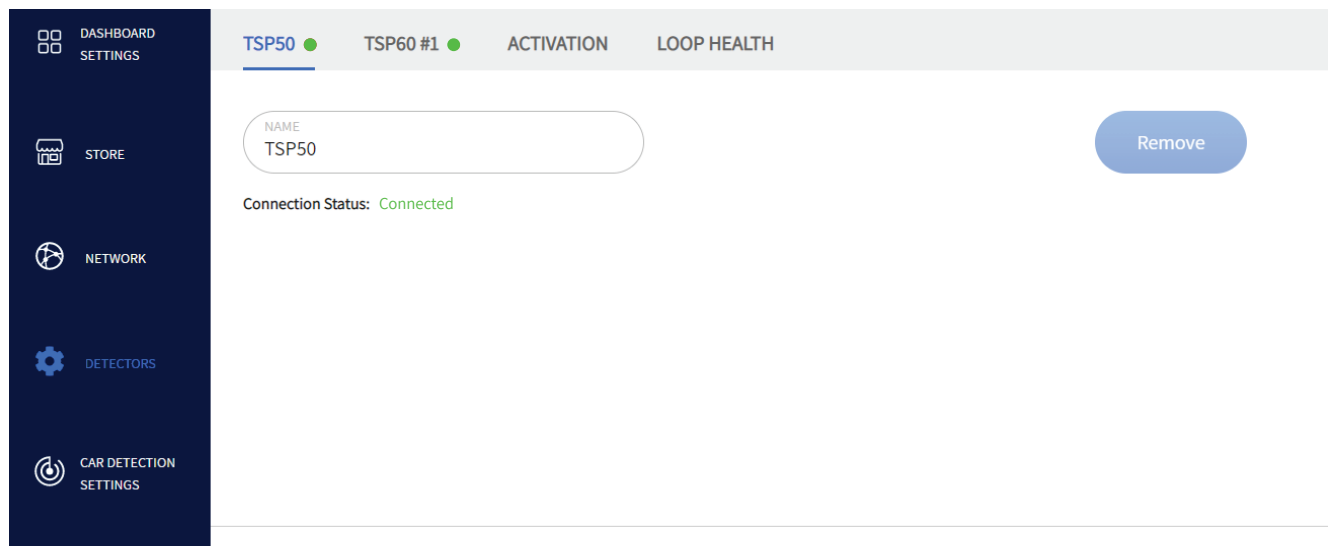 DASHBOARD
SETTINGS
STORE
NETWORK
DETECTORS
CAR DETECTION
SETTINGS
TSP50
TSP60 #1
ACTIVATION
LOOP HEALTH
NAME
TSP50
Remove
Connection Status: Connected